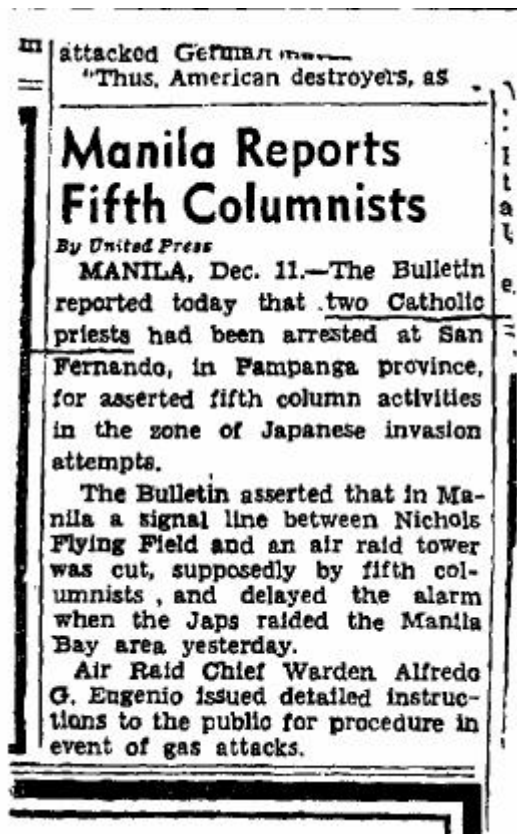 attacked German
"Thus, American destroyers, as
Manila Reports
Fifth Columnists
By United Press
MANILA, Dec. 11.—The Bulletin
reported today that two Catholic
priests had been arrested at San
Fernando, in Pampanga province,
for asserted fifth column activities
in the zone of Japanese invasion
attempts.
The Bulletin asserted that in Ma-
nila a signal line between Nichols
Flying Field and an air raid tower
was cut, supposedly by fifth col-
umnists , and delayed the alarm
when the Japs raided the Manila
Bay area yesterday.
Air Raid Chief Warden Alfredo
G. Eugenio issued detailed instruc-
tions to the public for procedure in
event of gas attacks.